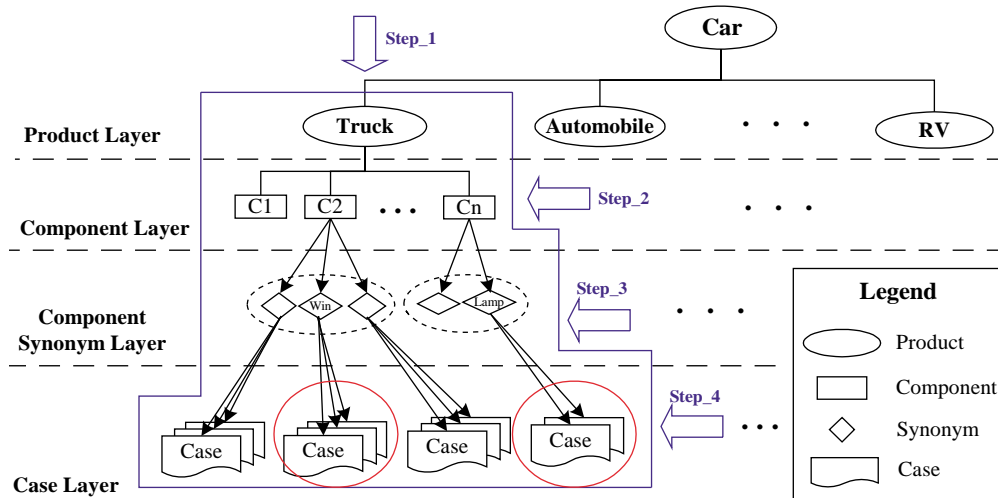 Car
Step_1
Product Layer
Truck
Automobile
. . .
RV
C1
C2
...
Cn
Step_2
. . .
Component Layer
Win
Lamp
Step_3
. . .
Component
Synonym Layer
Legend
Product
Component
Synonym
Case
Step_4
...
Case
Case
Case
Case
Case Layer